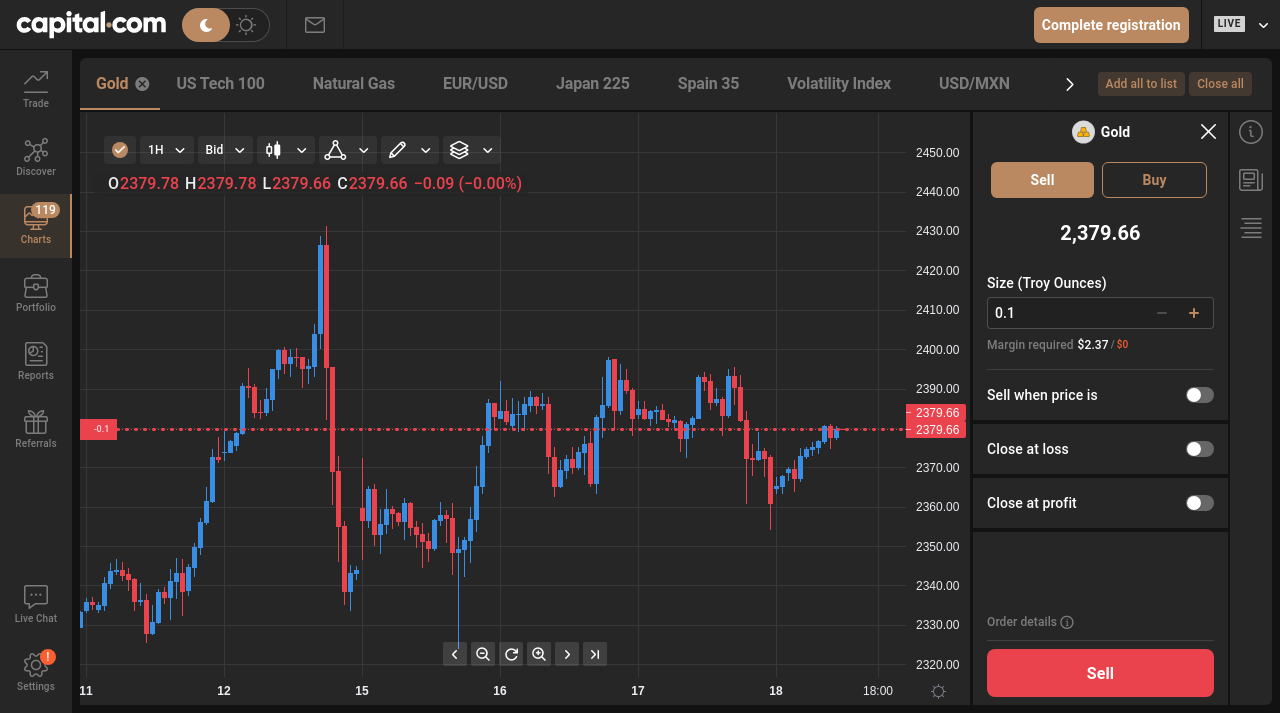 capital.com
Complete registration
LIVE
Trade
Discover
119
Charts
Portfolio
Reports
Referrals
Live Chat
!
Settings
Gold
US Tech 100
Natural Gas
EUR/USD
Japan 225
Spain 35
Volatility Index
USD/MXN
Add all to list
Close all
1H
Bid
O2379.78 H2379.78 L2379.66 C2379.66 −0.09 (−0.00%)
2450.00
2440.00
2430.00
2420.00
2410.00
2400.00
2390.00
2379.66
2379.66
2370.00
2360.00
2350.00
2340.00
2330.00
2320.00
-0.1
11
12
15
16
17
18
18:00
Gold
Sell
Buy
2,379.66
Size (Troy Ounces)
0.1
Margin required $2.37 / $0
Sell when price is
Close at loss
Close at profit
Order details
Sell